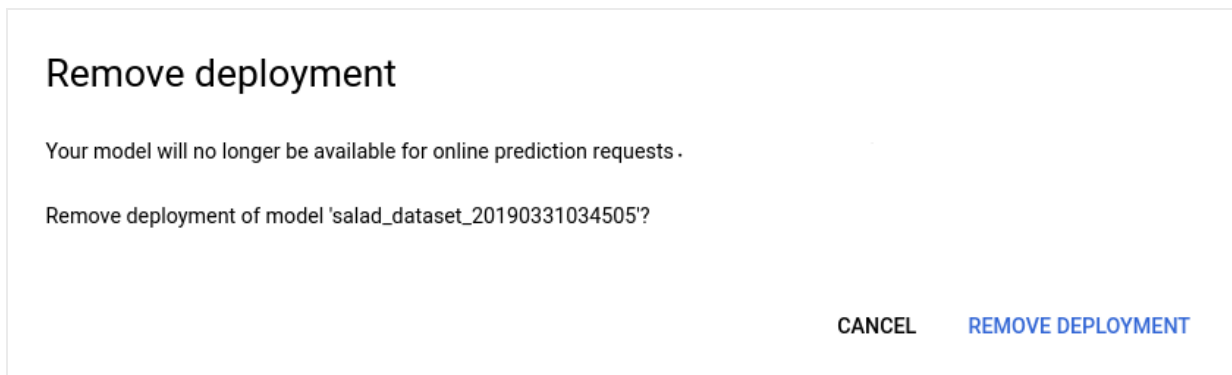 Remove deployment
Your model will no longer be available for online prediction requests.
Remove deployment of model 'salad_dataset_20190331034505'?
CANCEL REMOVE DEPLOYMENT